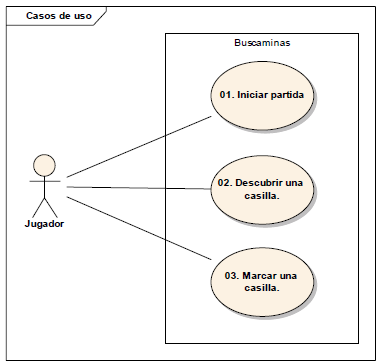 Casos de uso
Buscaminas
01. Iniciar partida
02. Descubrir una
casilla.
03. Marcar una
casilla.
Jugador